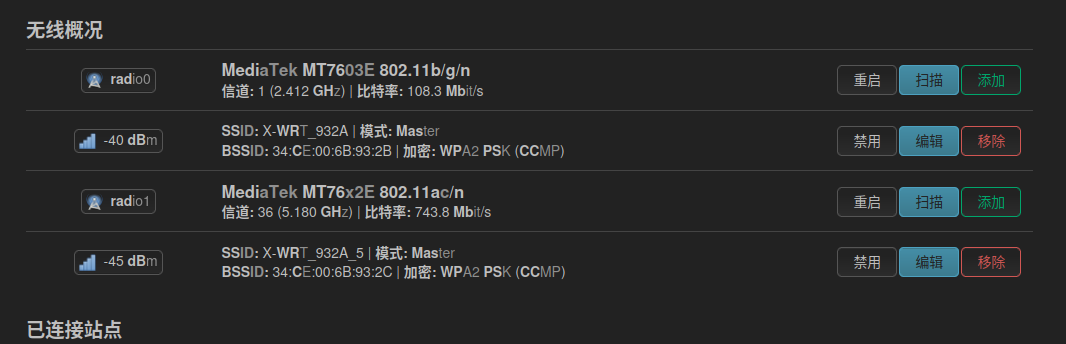 无线概况
radio0
MediaTek MT7603E 802.11b/g/n
信道: 1 (2.412 GHz) | 比特率: 108.3 Mbit/s
重启 扫描 添加
-40 dBm
SSID: X-WRT_932A | 模式: Master
BSSID: 34:CE:00:6B:93:2B | 加密: WPA2 PSK (CCMP)
禁用 编辑 移除
radio1
MediaTek MT76x2E 802.11ac/n
信道: 36 (5.180 GHz) | 比特率: 743.8 Mbit/s
重启 扫描 添加
-45 dBm
SSID: X-WRT_932A_5 | 模式: Master
BSSID: 34:CE:00:6B:93:2C | 加密: WPA2 PSK (CCMP)
禁用 编辑 移除
已连接站点